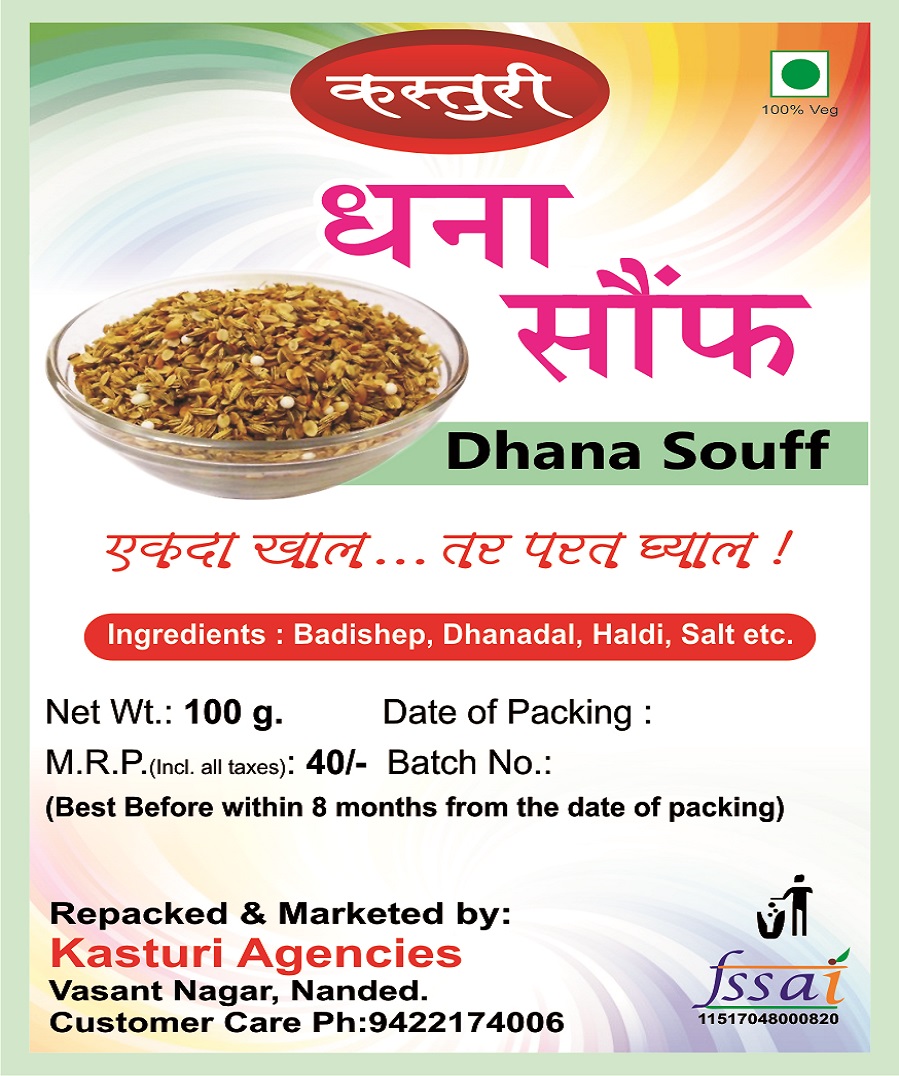 कस्तुरी
100% Veg
धना
सौंफ
Dhana Souff
एकदा खाल... तर परत घ्याल !
Ingredients : Badishep, Dhanadal, Haldi, Salt etc.
Net Wt.: 100 g. Date of Packing :
M.R.P.(Incl. all taxes): 40/- Batch No.:
(Best Before within 8 months from the date of packing)
Repacked & Marketed by:
Kasturi Agencies
Vasant Nagar, Nanded.
Customer Care Ph:9422174006
fssai
11517048000820